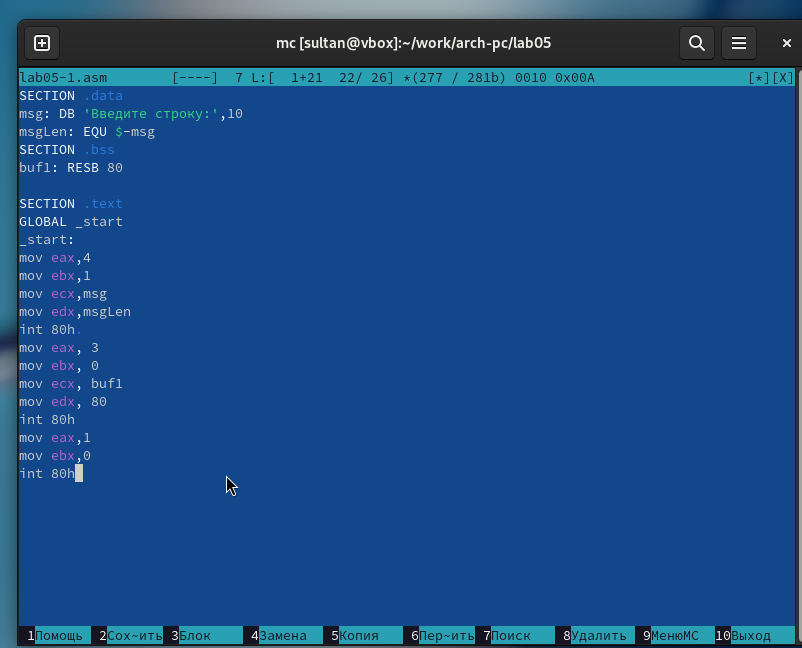 mc [sultan@vbox]:~/work/arch-pc/lab05
lab05-1.asm [----] 7 L:[ 1+21 22/ 26] *(277 / 281b) 0010 0x00A [*][X]
SECTION .data
msg: DB 'Введите строку:',10
msgLen: EQU $-msg
SECTION .bss
buf1: RESB 80
SECTION .text
GLOBAL _start
_start:
mov eax,4
mov ebx,1
mov ecx,msg
mov edx,msgLen
int 80h.
mov eax, 3
mov ebx, 0
mov ecx, buf1
mov edx, 80
int 80h
mov eax,1
mov ebx,0
int 80h
1Помощь 2Сох~ить 3Блок 4Замена 5Копия 6Пер~ить 7Поиск 8Удалить 9МенюМС 10Выход